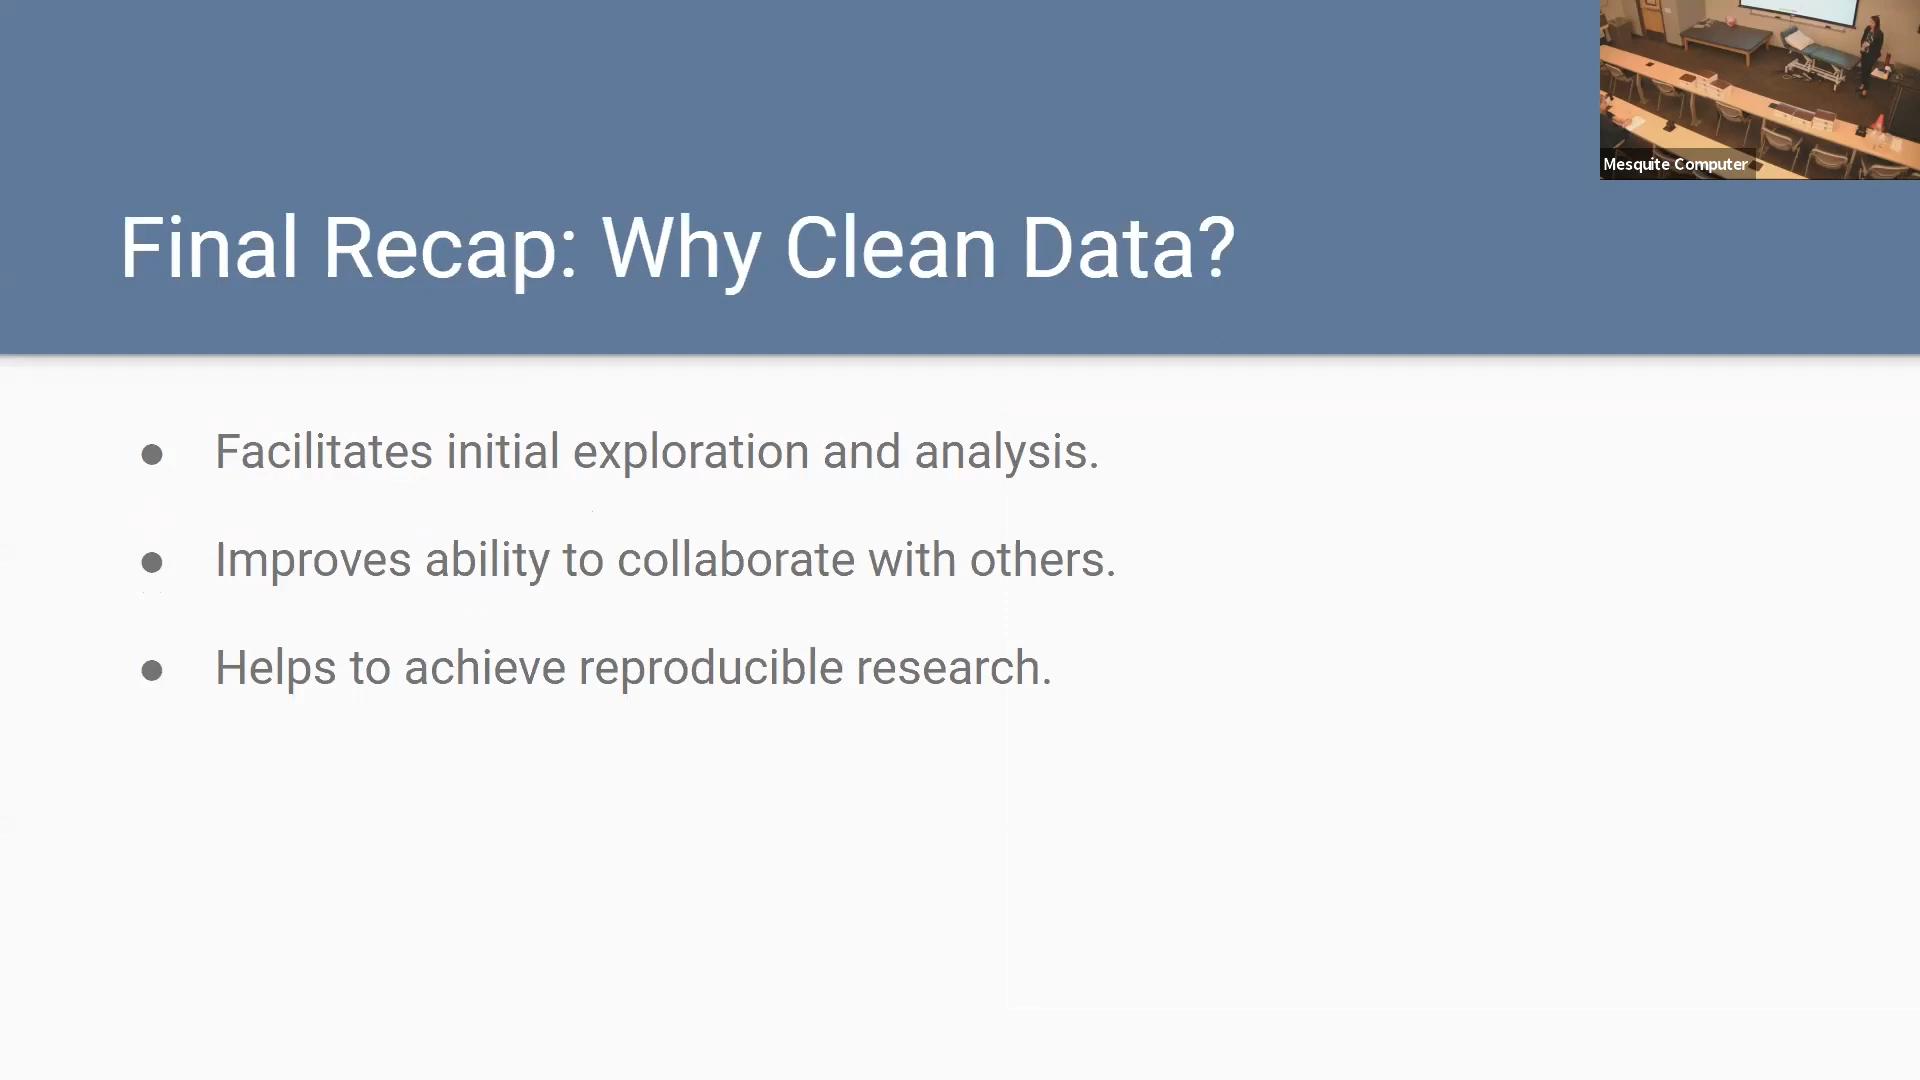 Mesquite Computer
Final Recap: Why Clean Data?
● Facilitates initial exploration and analysis.
● Improves ability to collaborate with others.
● Helps to achieve reproducible research.